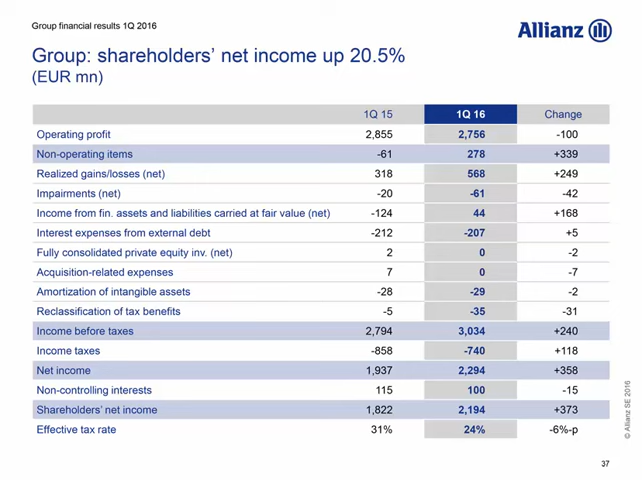 Group financial results 1Q 2016
Allianz
Group: shareholders' net income up 20.5%
(EUR mn)
1Q 15 1Q 16 Change
Operating profit 2,855 2,756 -100
Non-operating items -61 278 +339
Realized gains/losses (net) 318 568 +249
Impairments (net) -20 -61 -42
Income from fin. assets and liabilities carried at fair value (net) -124 44 +168
Interest expenses from external debt -212 -207 +5
Fully consolidated private equity inv. (net) 2 0 -2
Acquisition-related expenses 7 0 -7
Amortization of intangible assets -28 -29 -2
Reclassification of tax benefits -5 -35 -31
Income before taxes 2,794 3,034 +240
Income taxes -858 -740 +118
Net income 1,937 2,294 +358
Non-controlling interests 115 100 -15
Shareholders' net income 1,822 2,194 +373
Effective tax rate 31% 24% -6%-p
© Allianz SE 2016
37